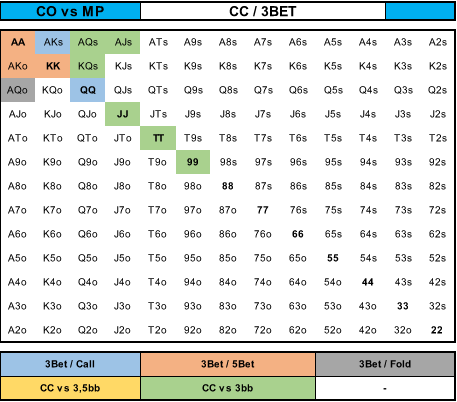 CO vs MP CC / 3BET
AA AKs AQs AJs ATs A9s A8s A7s A6s A5s A4s A3s A2s
AKo KK KQs KJs KTs K9s K8s K7s K6s K5s K4s K3s K2s
AQo KQo QQ QJs QTs Q9s Q8s Q7s Q6s Q5s Q4s Q3s Q2s
AJo KJo QJo JJ JTs J9s J8s J7s J6s J5s J4s J3s J2s
ATo KTo QTo JTo TT T9s T8s T7s T6s T5s T4s T3s T2s
A9o K9o Q9o J9o T9o 99 98s 97s 96s 95s 94s 93s 92s
A8o K8o Q8o J8o T8o 98o 88 87s 86s 85s 84s 83s 82s
A7o K7o Q7o J7o T7o 97o 87o 77 76s 75s 74s 73s 72s
A6o K6o Q6o J6o T6o 96o 86o 76o 66 65s 64s 63s 62s
A5o K5o Q5o J5o T5o 95o 85o 75o 65o 55 54s 53s 52s
A4o K4o Q4o J4o T4o 94o 84o 74o 64o 54o 44 43s 42s
A3o K3o Q3o J3o T3o 93o 83o 73o 63o 53o 43o 33 32s
A2o K2o Q2o J2o T2o 92o 82o 72o 62o 52o 42o 32o 22
3Bet / Call 3Bet / 5Bet 3Bet / Fold
CC vs 3,5bb CC vs 3bb -